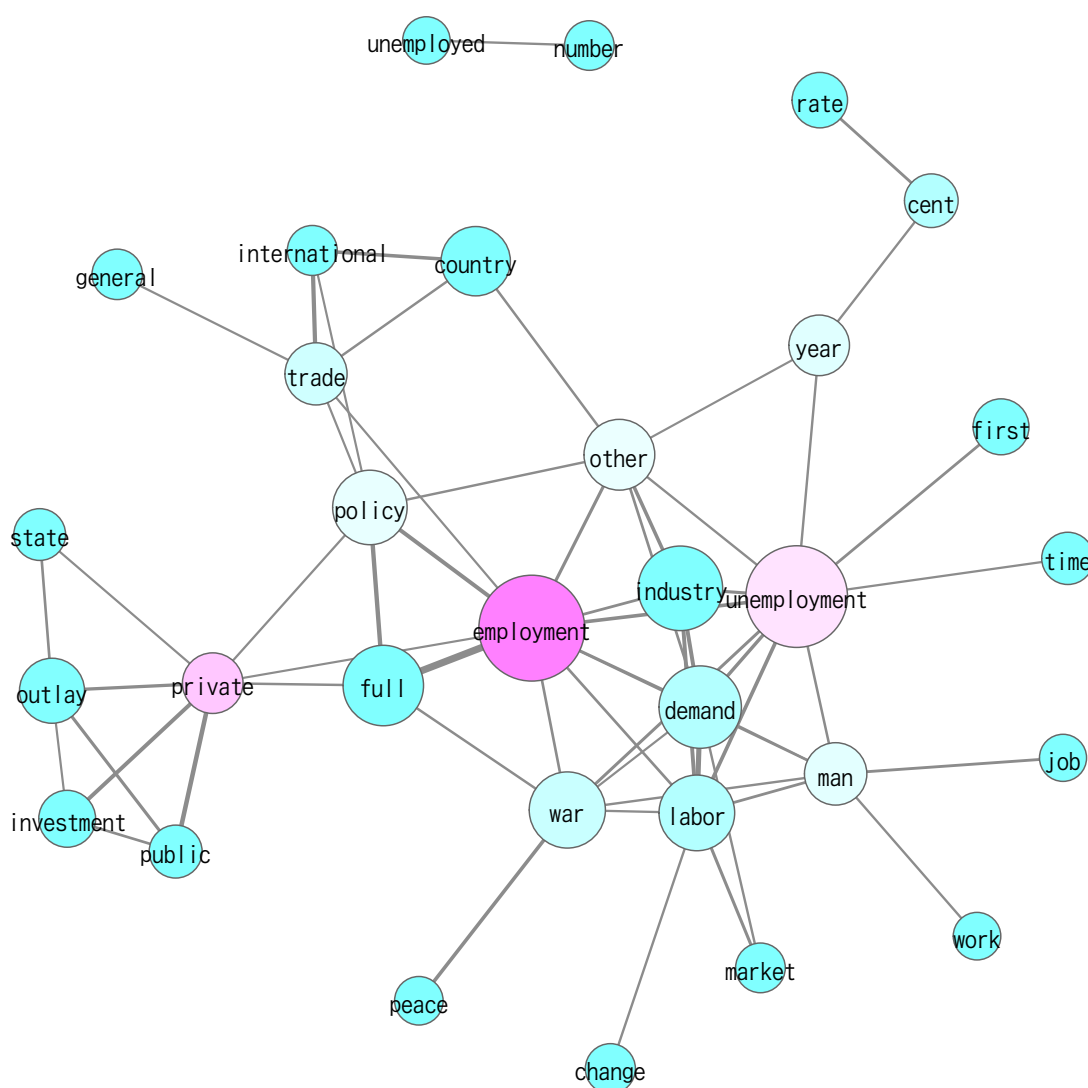 unemployed
number
rate
cent
international
country
general
year
trade
first
other
policy
state
time
industry
unemployment
employment
private
full
outlay
demand
job
man
investment
war
labor
public
work
market
peace
change